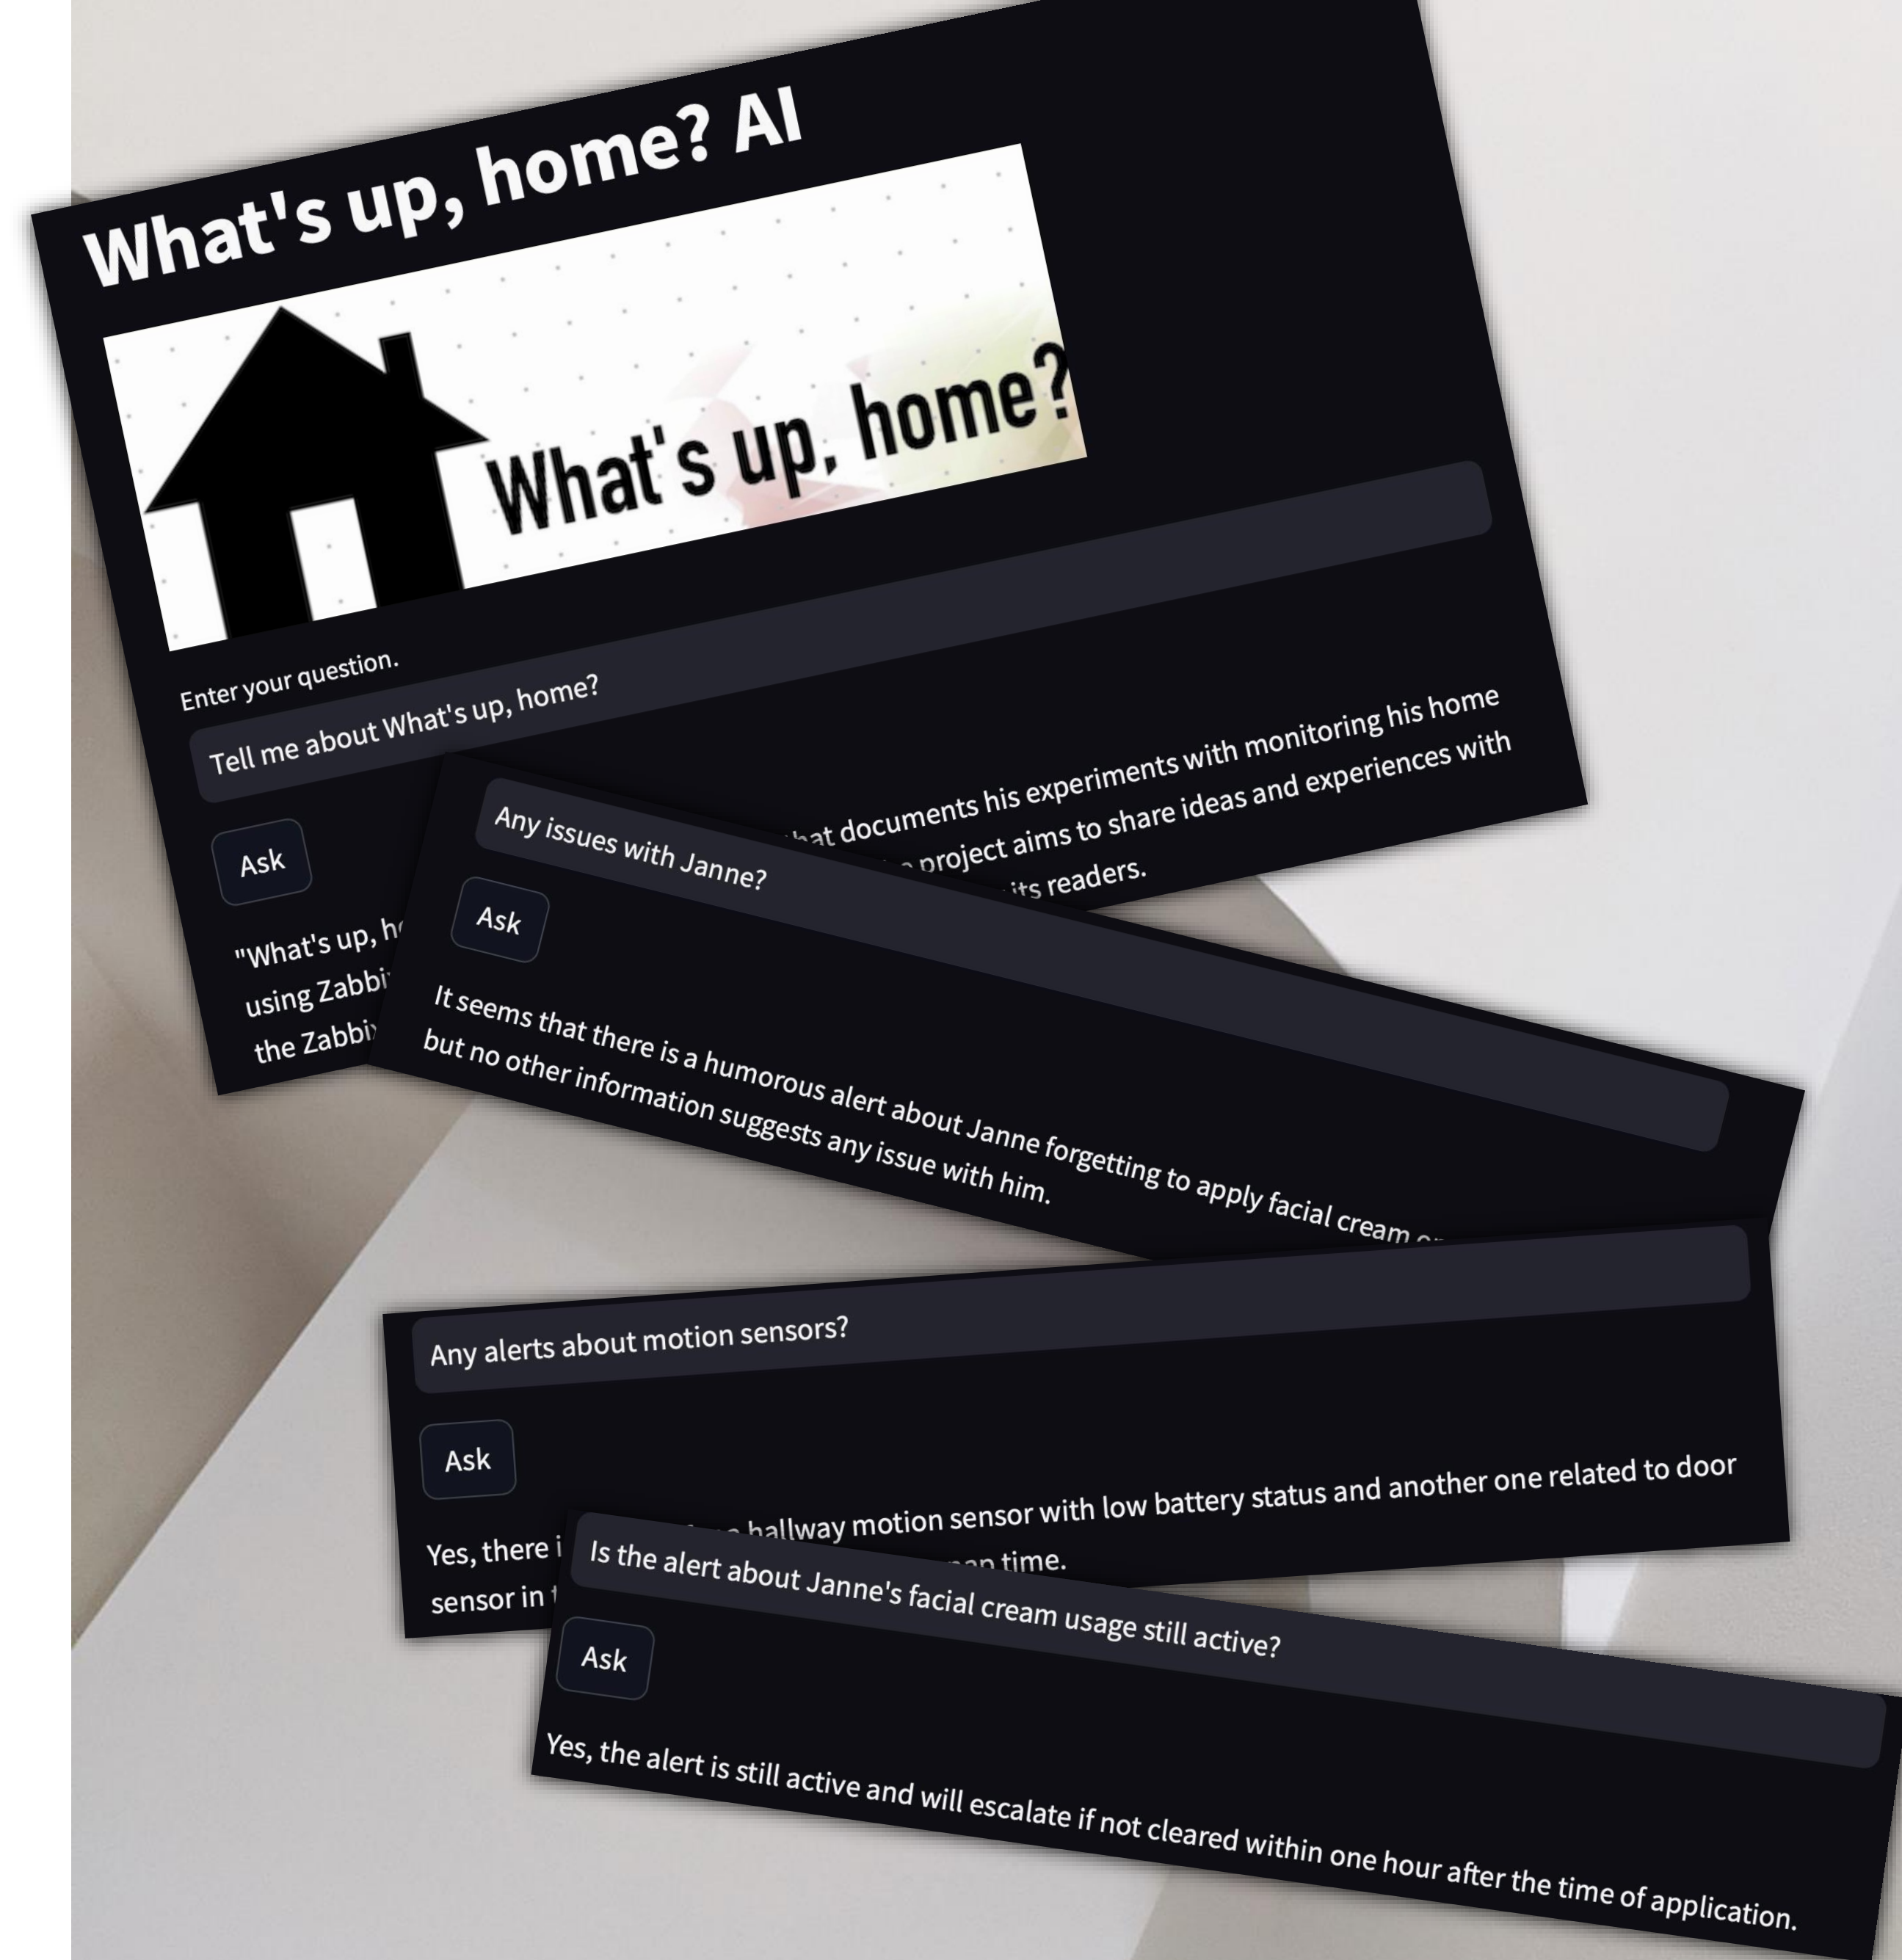 What's up, home? AI
What's up, home?
Enter your question.
Tell me about What's up, home?
Ask
documents his experiments with monitoring his home
project aims to share ideas and experiences with
its readers.
"What's up,
using
the
Any issues with Janne?
Ask
It seems that there is a humorous alert about Janne forgetting to apply facial cream
but no other information suggests any issue with him.
Any alerts about motion sensors?
Ask
Yes, there
hallway motion sensor with low battery status and another one related to door
sensor in
time.
Is the alert about Janne's facial cream usage still active?
Ask
Yes, the alert is still active and will escalate if not cleared within one hour after the time of application.